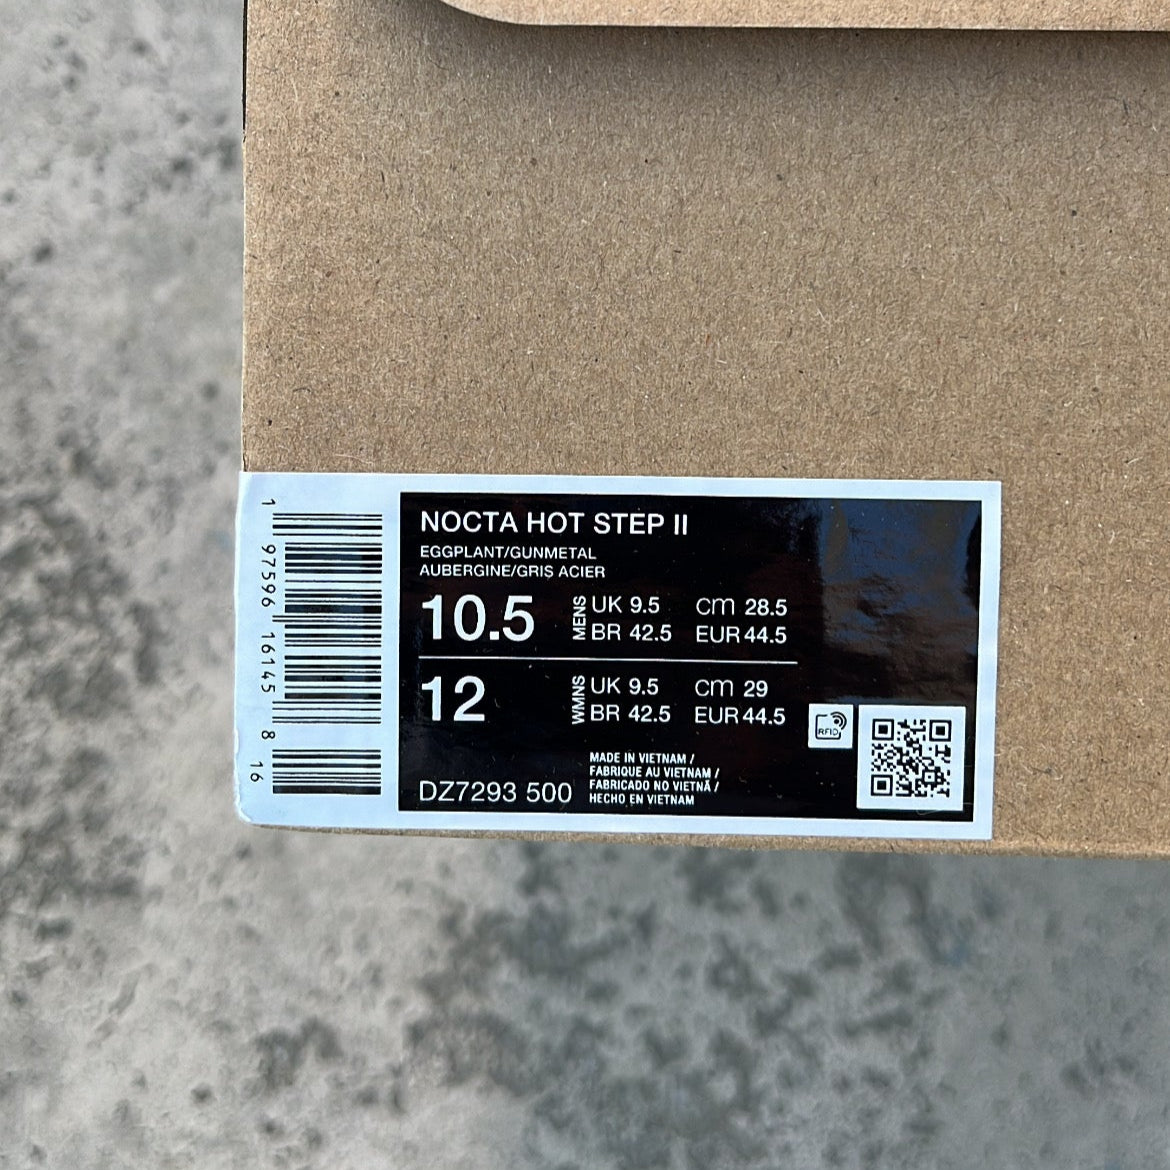 1 97596 16145 8 16
NOCTA HOT STEP II
EGGPLANT/GUNMETAL
AUBERGINE/GRIS ACIER
10.5 MENS UK 9.5 CM 28.5
BR 42.5 EUR 44.5
12 WMNS UK 9.5 CM 29
BR 42.5 EUR 44.5
RFID
MADE IN VIETNAM /
FABRIQUE AU VIETNAM /
FABRICADO NO VIETNÃ /
HECHO EN VIETNAM
DZ7293 500